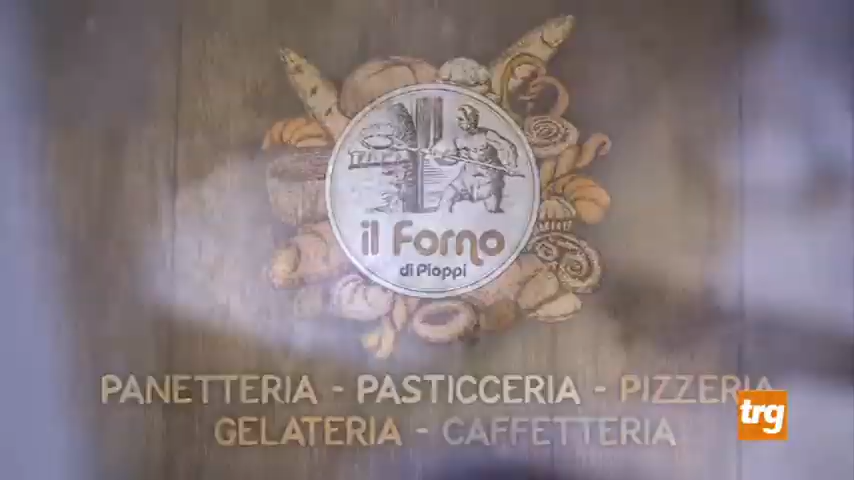 il Forno
di Pioppi
PANETTERIA - PASTICCERIA - PIZZERIA
GELATERIA - CAFFETTERIA
trg